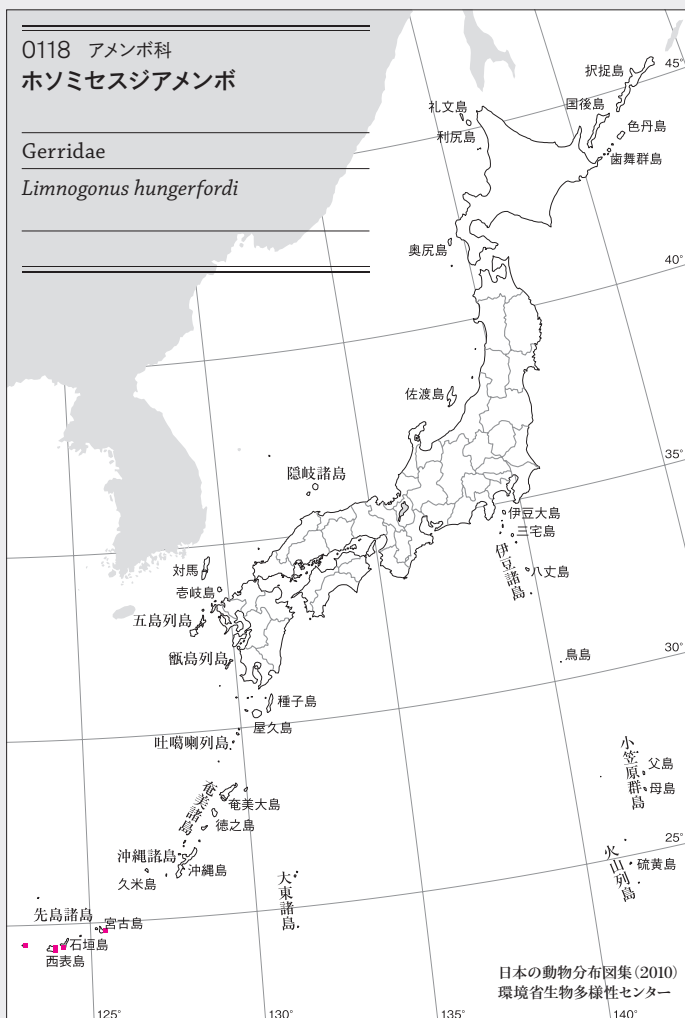 0118 アメンボ科
ホソミセスジアメンボ
Gerridae
Limnogonus hungerfordi
択捉島
45°
礼文島
国後島
色丹島
利尻島
歯舞群島
奥尻島
40°
佐渡島
35°
隠岐諸島
伊豆大島
三宅島
伊豆諸島
八丈島
対馬
壱岐島
五島列島
甑島列島
鳥島
30°
種子島
屋久島
吐噶喇列島
小笠原群島
父島
母島
奄美諸島
奄美大島
徳之島
沖縄諸島
沖縄島
久米島
大東諸島
25°
火山列島
硫黄島
先島諸島
宮古島
石垣島
西表島
日本の動物分布図集(2010)
環境省生物多様性センター
125°
130°
135°
140°